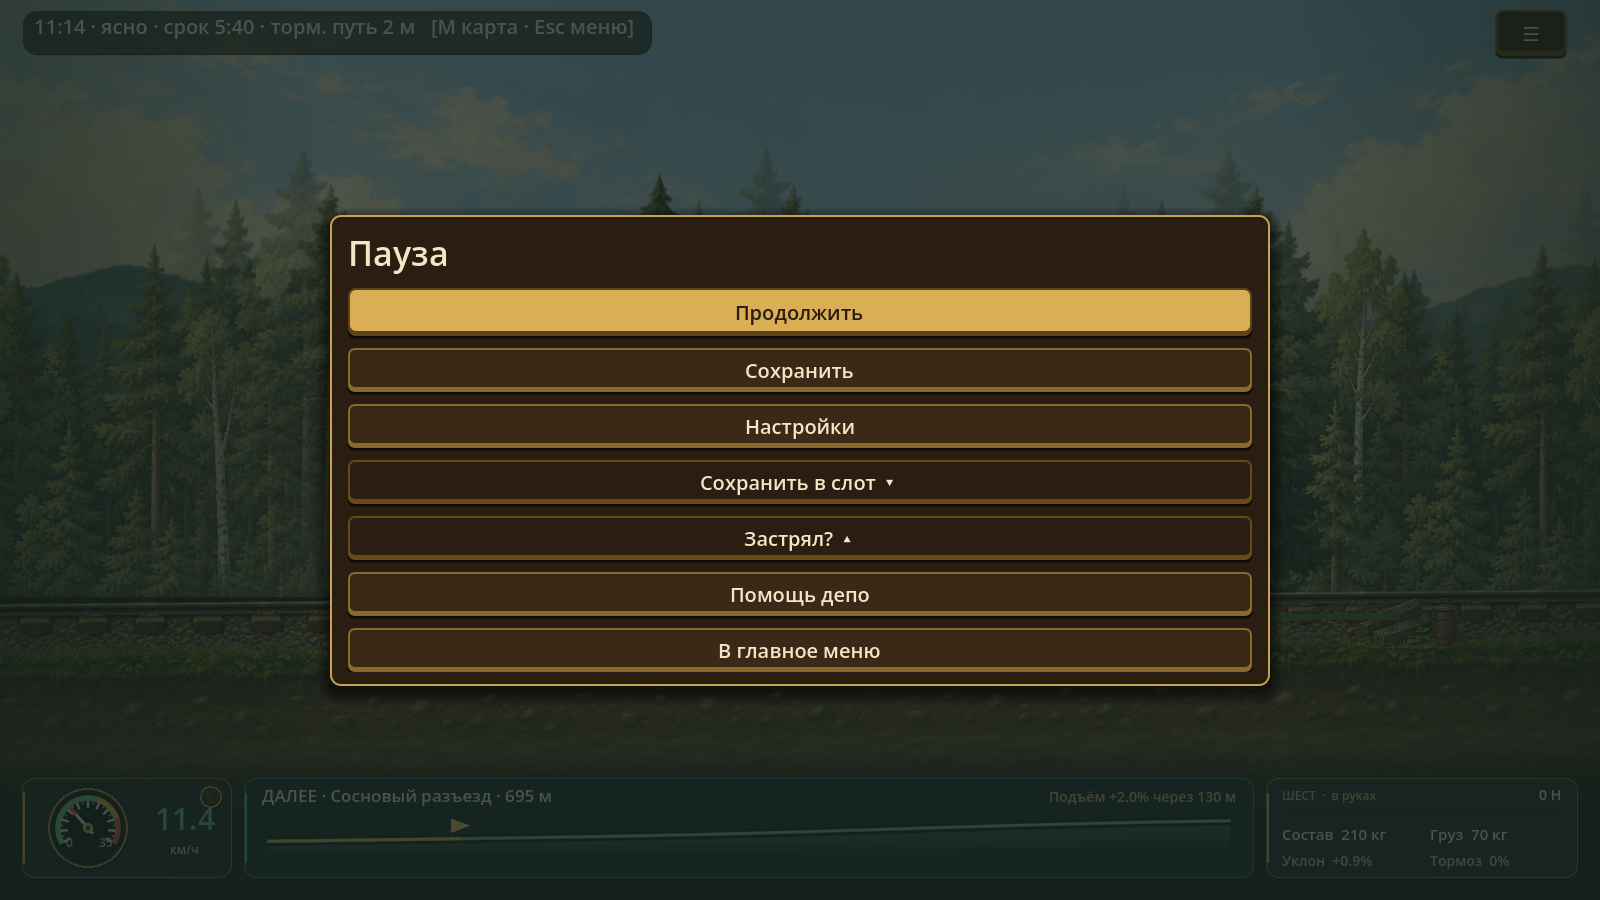 11:14 · ясно · срок 5:40 · торм. путь 2 м [М карта · Esc меню]
☰
Пауза
Продолжить
Сохранить
Настройки
Сохранить в слот ▾
Застрял? ▴
Помощь депо
В главное меню
0 35
11.4
км/ч
ДАЛЕЕ · Сосновый разъезд · 695 м
Подъём +2.0% через 130 м
ШЕСТ · в руках
0 Н
Состав 210 кг
Груз 70 кг
Уклон +0.9%
Тормоз 0%